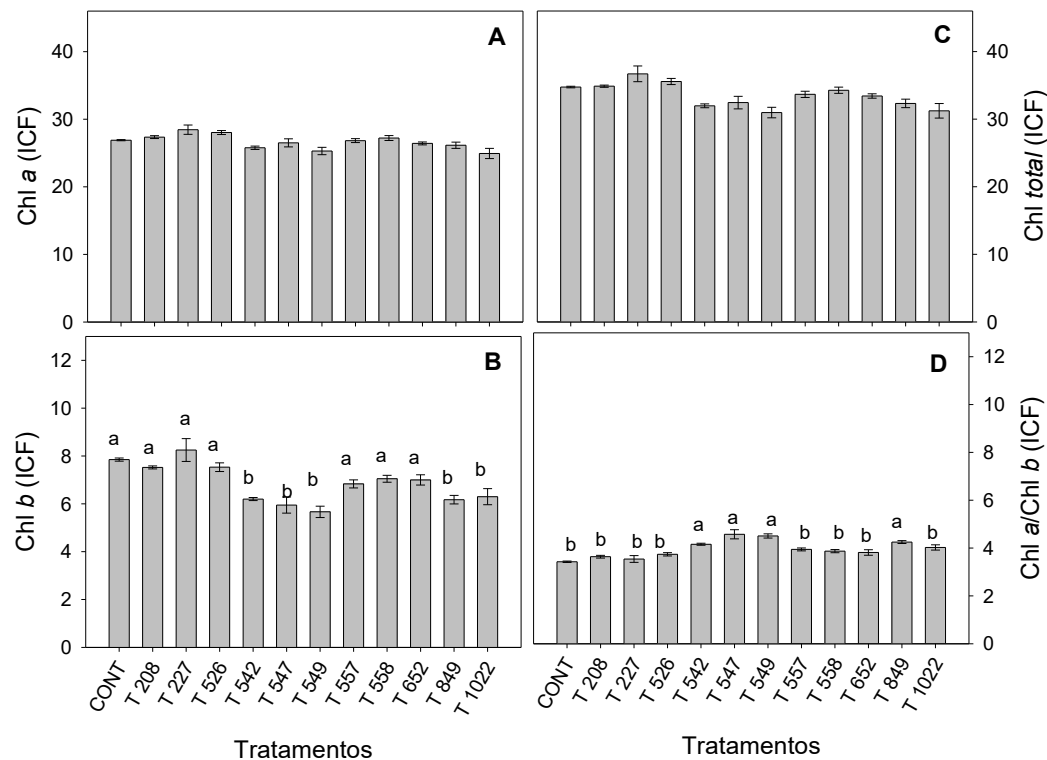 A
40
30
20
10
0
Chl a (ICF)
C
40
30
20
10
0
Chl total (ICF)
B
12
10
8
6
4
2
0
Chl b (ICF)
a a a a b b b a a a b b
CONT T 208 T 227 T 526 T 542 T 547 T 549 T 557 T 558 T 652 T 849 T 1022
Tratamentos
D
12
10
8
6
4
2
0
Chl a/Chl b (ICF)
b b b b a a a b b b a b
CONT T 208 T 227 T 526 T 542 T 547 T 549 T 557 T 558 T 652 T 849 T 1022
Tratamentos